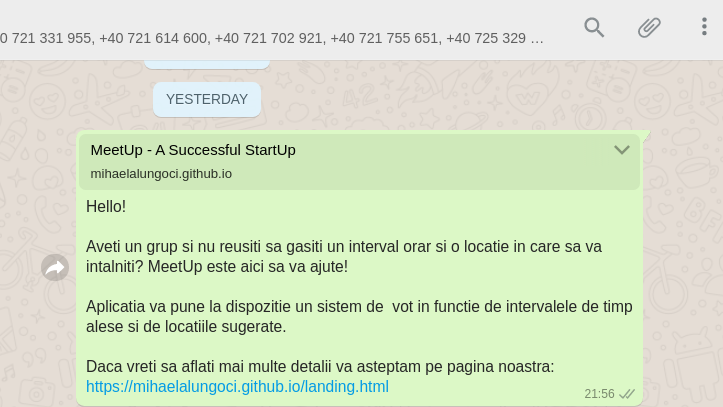 0 721 331 955, +40 721 614 600, +40 721 702 921, +40 721 755 651, +40 725 329 ...
YESTERDAY
MeetUp - A Successful StartUp
mihaelalungoci.github.io
Hello!
Aveti un grup si nu reusiti sa gasiti un interval orar si o locatie in care sa va
intalniti? MeetUp este aici sa va ajute!
Aplicatia va pune la dispozitie un sistem de  vot in functie de intervalele de timp
alese si de locatiile sugerate.
Daca vreti sa aflati mai multe detalii va asteptam pe pagina noastra:
https://mihaelalungoci.github.io/landing.html
21:56